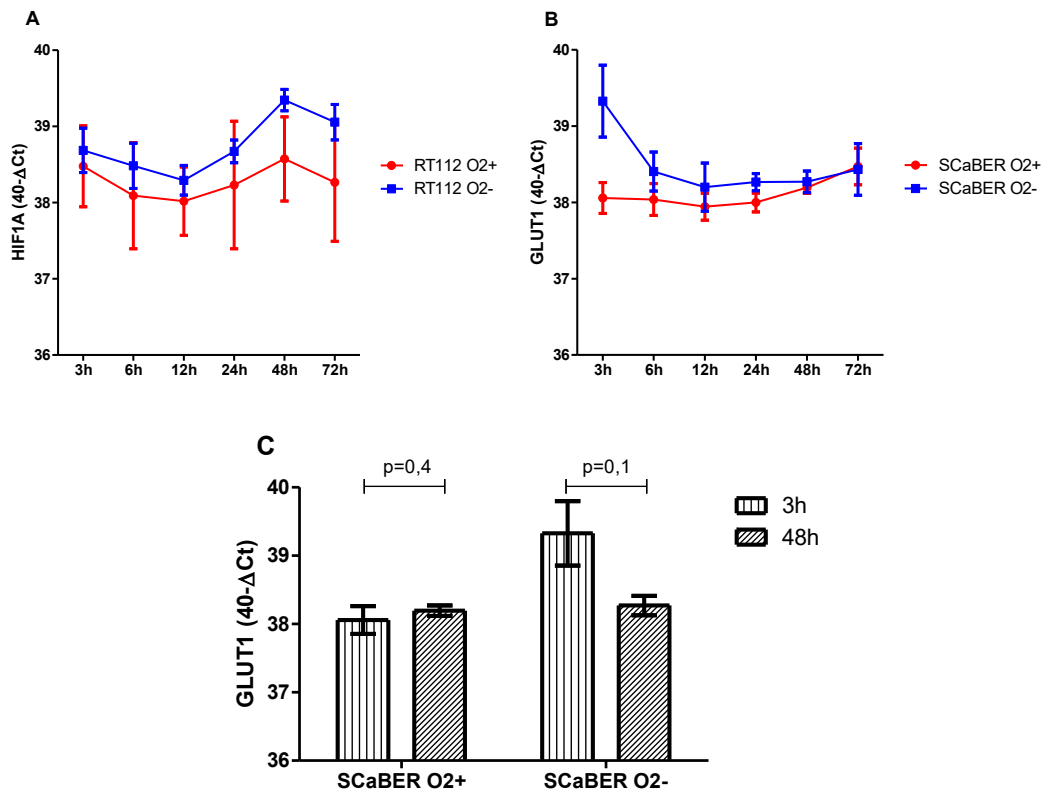 A
HIF1A (40-ΔCt)
40
39
38
37
36
3h 6h 12h 24h 48h 72h
RT112 O2+
RT112 O2-
B
GLUT1 (40-ΔCt)
40
39
38
37
36
3h 6h 12h 24h 48h 72h
SCaBER O2+
SCaBER O2-
C
p=0,4 p=0,1
GLUT1 (40-ΔCt)
40
39
38
37
36
SCaBER O2+ SCaBER O2-
3h
48h